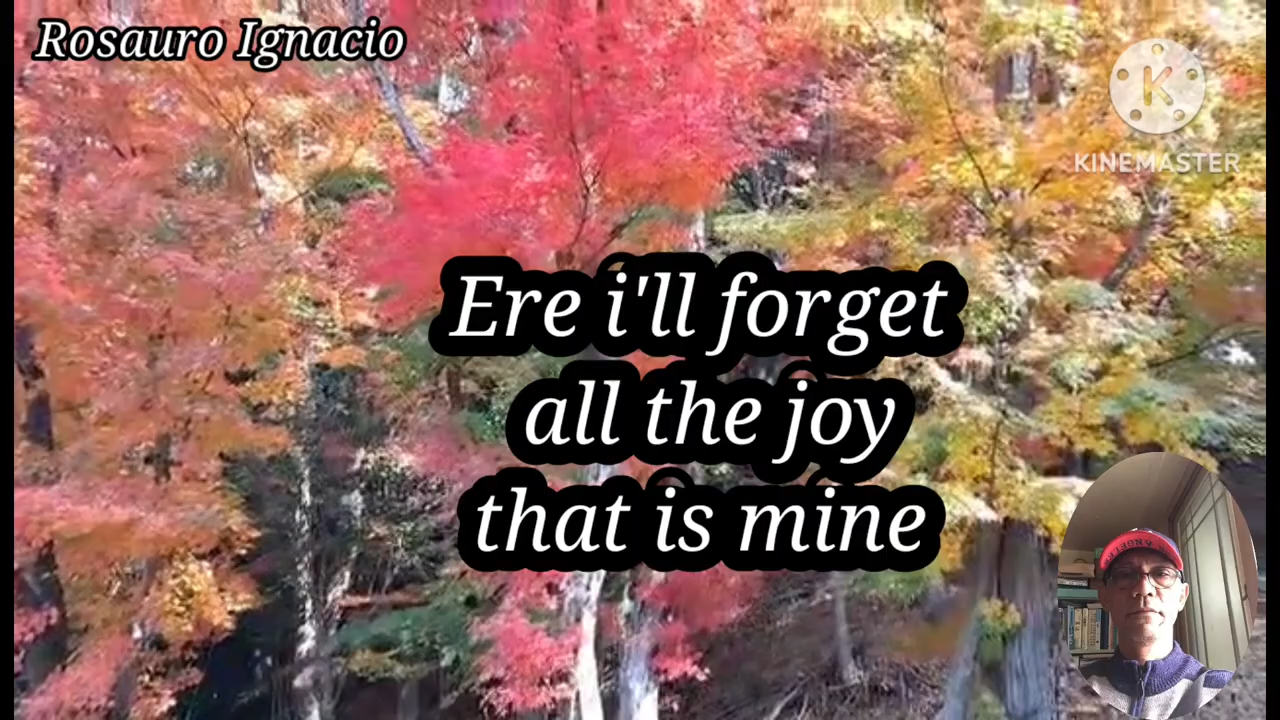 Rosauro Ignacio
K
KINEMASTER
Ere i'll forget
all the joy
that is mine